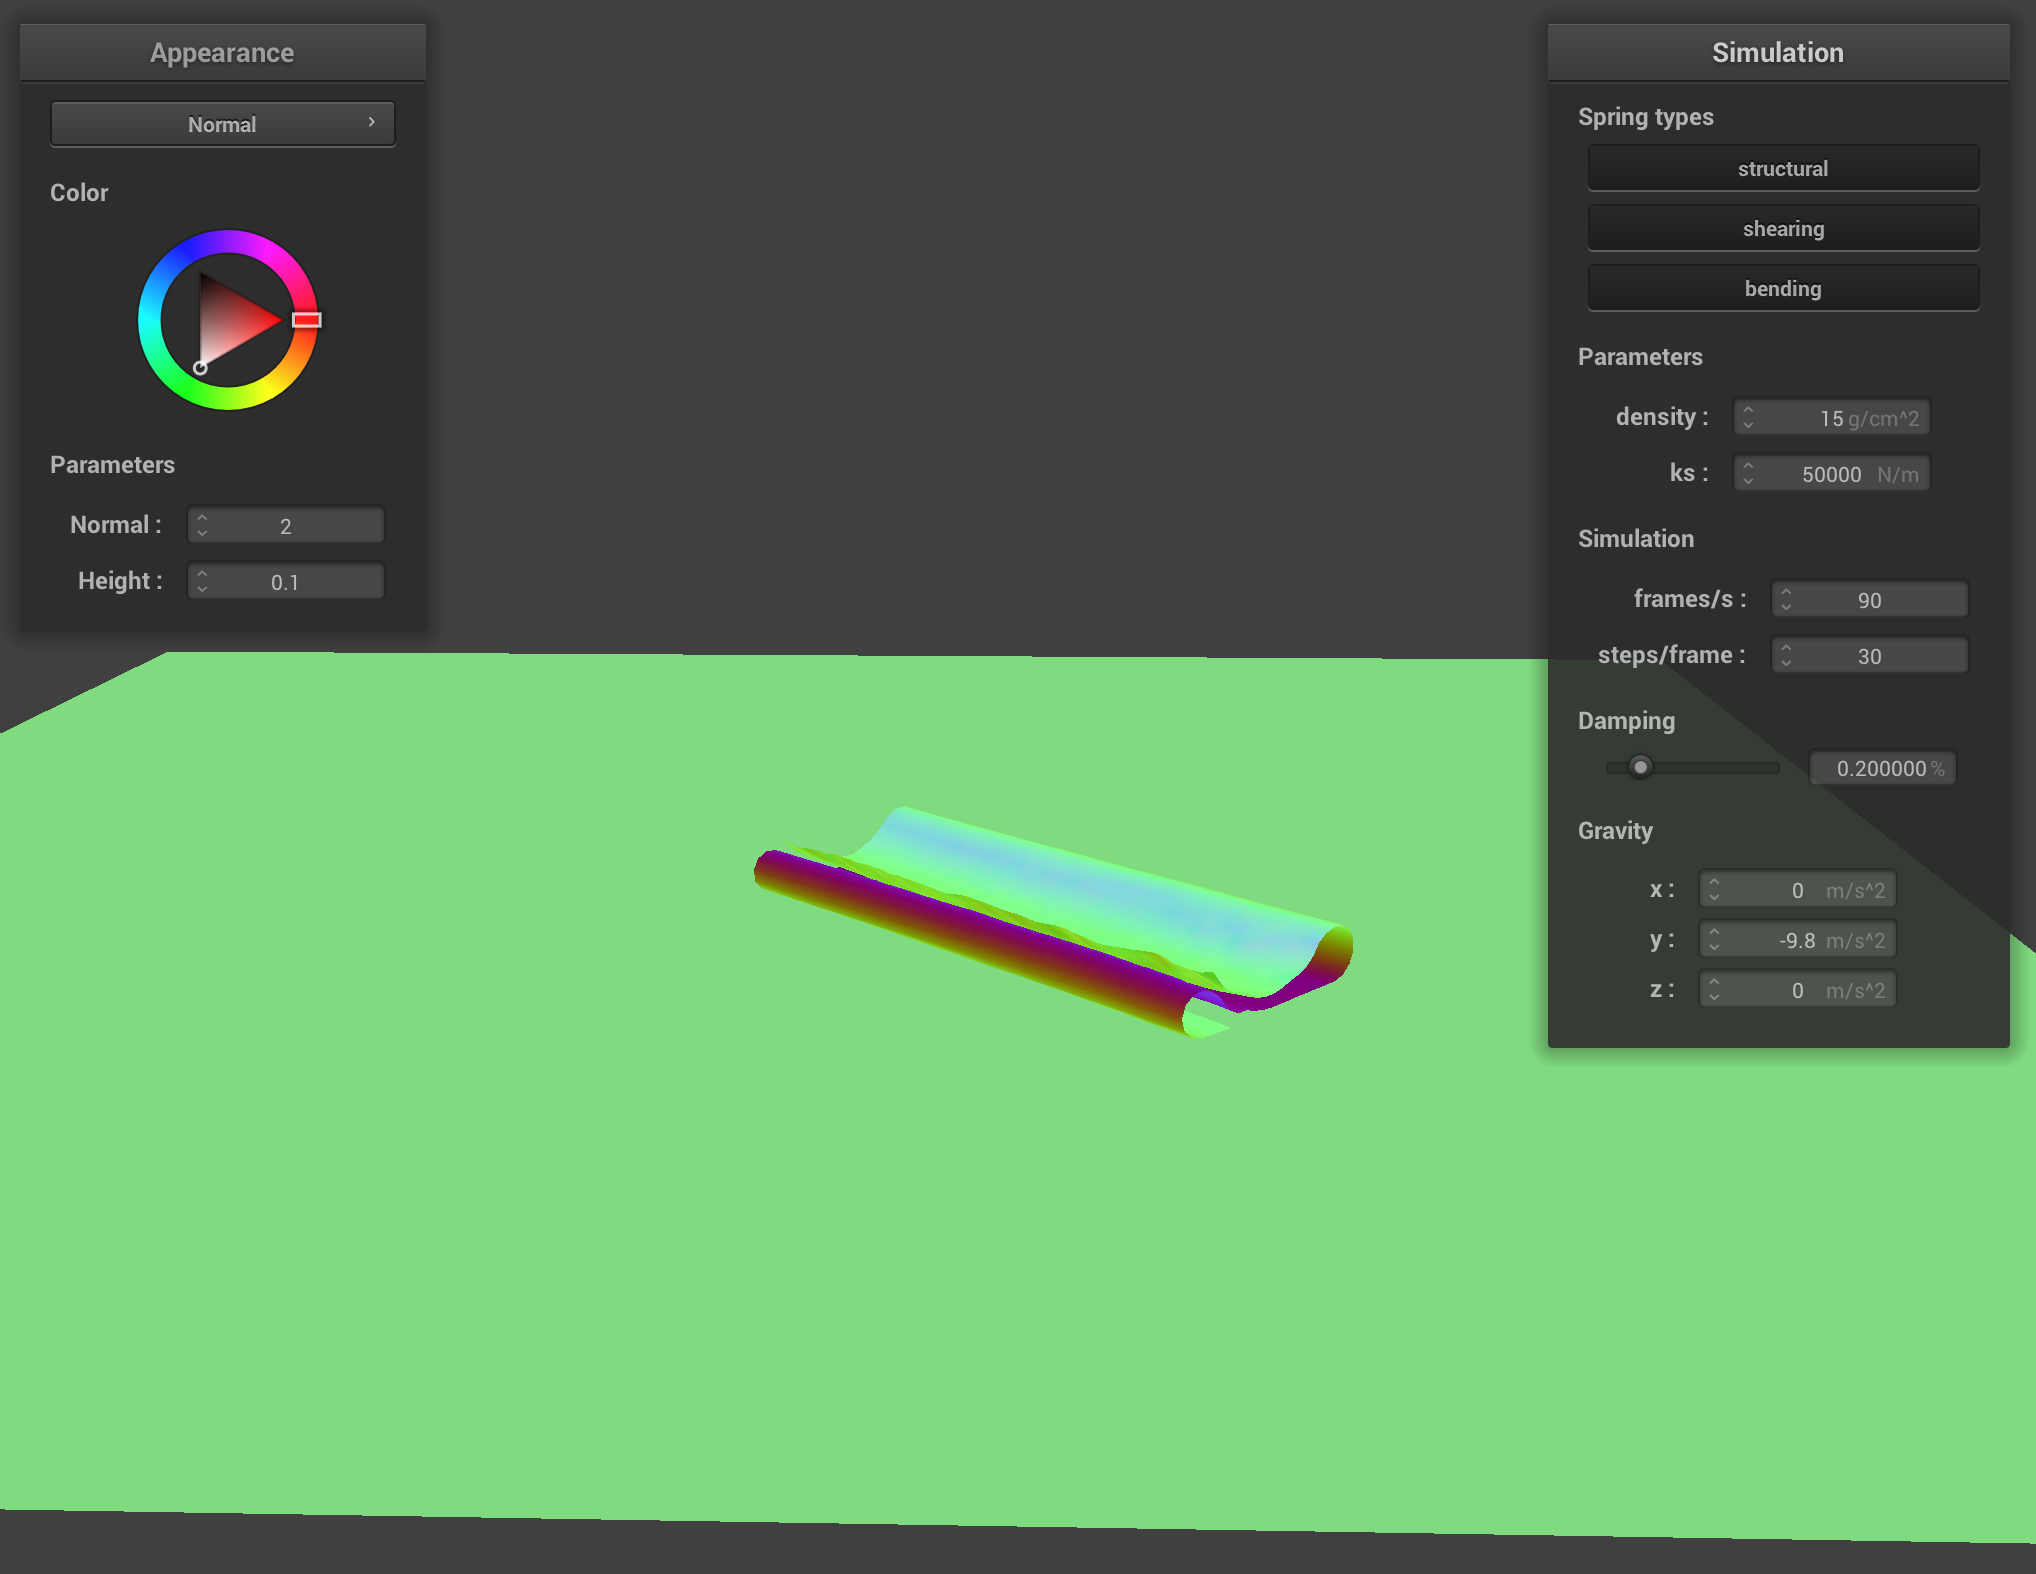 Appearance
Normal
Color
Parameters
Normal : 2
Height : 0.1
Simulation
Spring types
structural
shearing
bending
Parameters
density : 15 g/cm^2
ks : 50000 N/m
Simulation
frames/s : 90
steps/frame : 30
Damping
0.200000 %
Gravity
x : 0 m/s^2
y : -9.8 m/s^2
z : 0 m/s^2